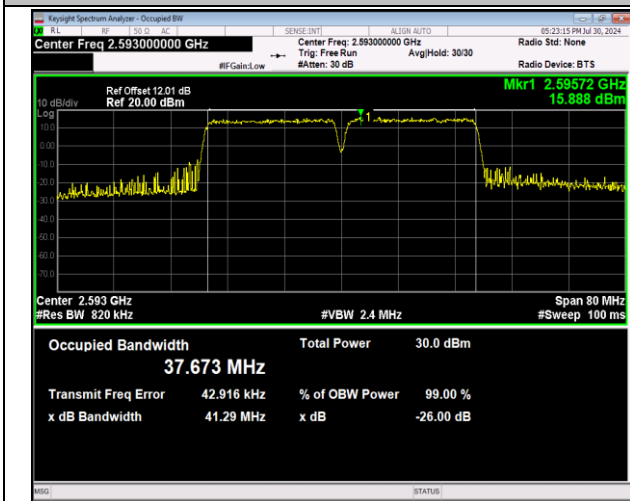 Keysight Spectrum Analyzer - Occupied BW
RL RF 50 Ω AC SENSE:INT ALIGN AUTO 05:23:15 PM Jul 30, 2024
Center Freq 2.593000000 GHz Center Freq: 2.593000000 GHz Radio Std: None
Trig: Free Run Avg|Hold: 30/30
#IFGain:Low #Atten: 30 dB Radio Device: BTS
Mkr1 2.59572 GHz
15.888 dBm
Ref Offset 12.01 dB
10 dB/div Ref 20.00 dBm
Log
10.0
0.00
-10.0
-20.0
-30.0
-40.0
-50.0
-60.0
-70.0
1
Center 2.593 GHz Span 80 MHz
#Res BW 820 kHz #VBW 2.4 MHz #Sweep 100 ms
Occupied Bandwidth Total Power 30.0 dBm
37.673 MHz
Transmit Freq Error 42.916 kHz % of OBW Power 99.00 %
x dB Bandwidth 41.29 MHz x dB -26.00 dB
MSG STATUS